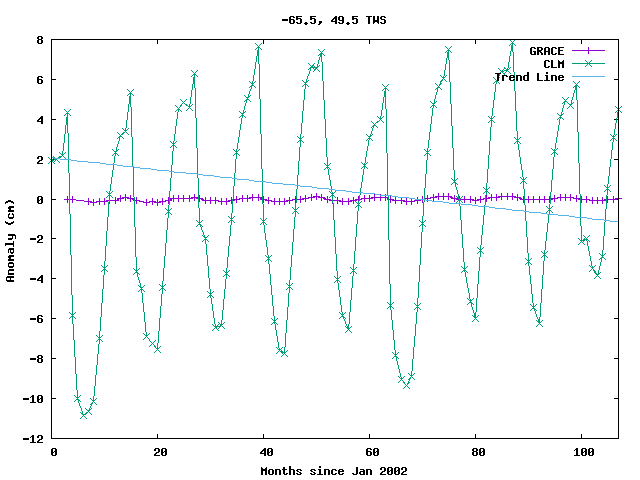 -65.5, 49.5 TWS
GRACE
CLM
Trend Line
8
6
4
2
0
-2
-4
-6
-8
-10
-12
Anomaly (cm)
0 20 40 60 80 100
Months since Jan 2002